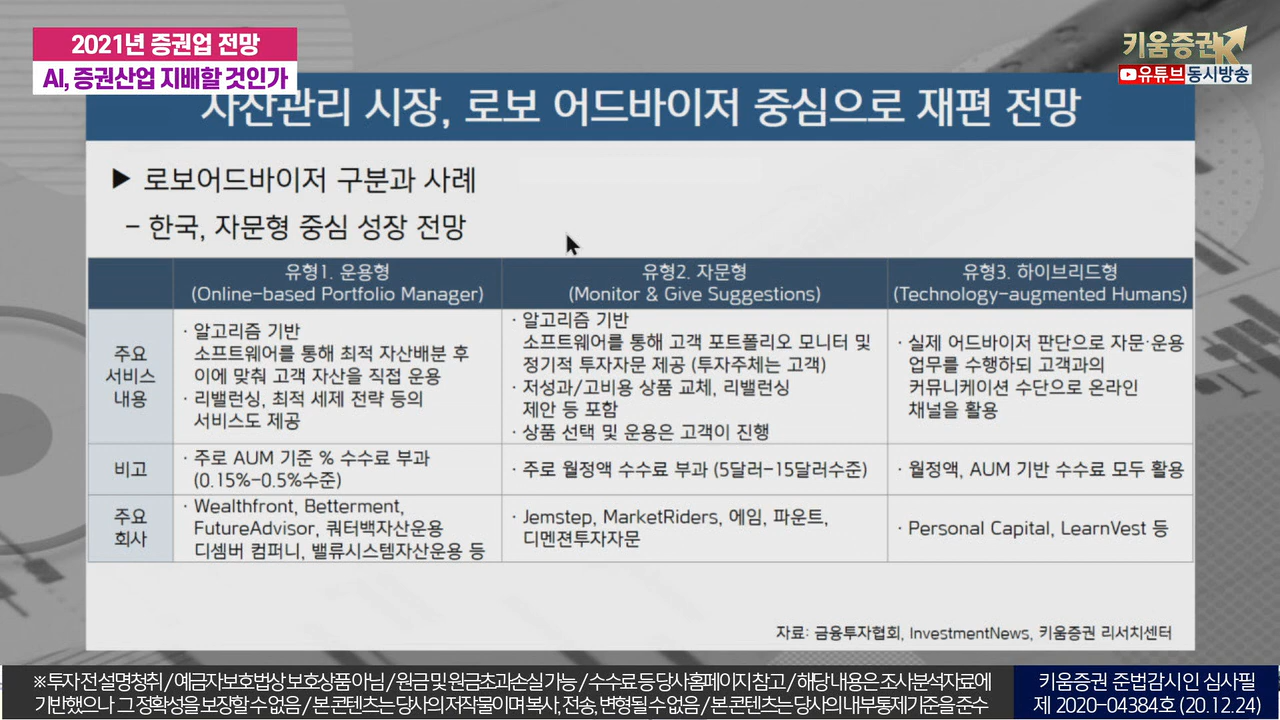 2021년 증권업 전망
AI, 증권산업 지배할 것인가
키움증권
유튜브 동시방송
자산관리 시장, 로보 어드바이저 중심으로 재편 전망
▶ 로보어드바이저 구분과 사례
– 한국, 자문형 중심 성장 전망
유형1. 운용형
(Online-based Portfolio Manager)
유형2. 자문형
(Monitor & Give Suggestions)
유형3. 하이브리드형
(Technology-augmented Humans)
주요
서비스
내용
· 알고리즘 기반
소프트웨어를 통해 최적 자산배분 후
이에 맞춰 고객 자산을 직접 운용
· 리밸런싱, 최적 세제 전략 등의
서비스도 제공
· 알고리즘 기반
소프트웨어를 통해 고객 포트폴리오 모니터 및
정기적 투자자문 제공 (투자주체는 고객)
· 저성과/고비용 상품 교체, 리밸런싱
제안 등 포함
· 상품 선택 및 운용은 고객이 진행
· 실제 어드바이저 판단으로 자문·운용
업무를 수행하되 고객과의
커뮤니케이션 수단으로 온라인
채널을 활용
비고
· 주로 AUM 기준 % 수수료 부과
(0.15%-0.5%수준)
· 주로 월정액 수수료 부과 (5달러-15달러수준)
· 월정액, AUM 기반 수수료 모두 활용
주요
회사
· Wealthfront, Betterment,
FutureAdvisor, 쿼터백자산운용
디셈버 컴퍼니, 밸류시스템자산운용 등
· Jemstep, MarketRiders, 에임, 파운트,
디멘젼투자자문
· Personal Capital, LearnVest 등
자료: 금융투자협회, InvestmentNews, 키움증권 리서치센터
※ 투자 전 설명청취 / 예금자보호법상 보호상품 아님 / 원금 및 원금초과손실 가능 / 수수료 등 당사홈페이지 참고 / 해당 내용은 조사분석자료에
기반했으나 그 정확성을 보장할 수 없음 / 본 콘텐츠는 당사의 저작물이며 복사, 전송, 변형될 수 없음 / 본 콘텐츠는 당사의 내부통제기준을 준수
키움증권 준법감시인 심사필
제 2020-04384호 (20.12.24)